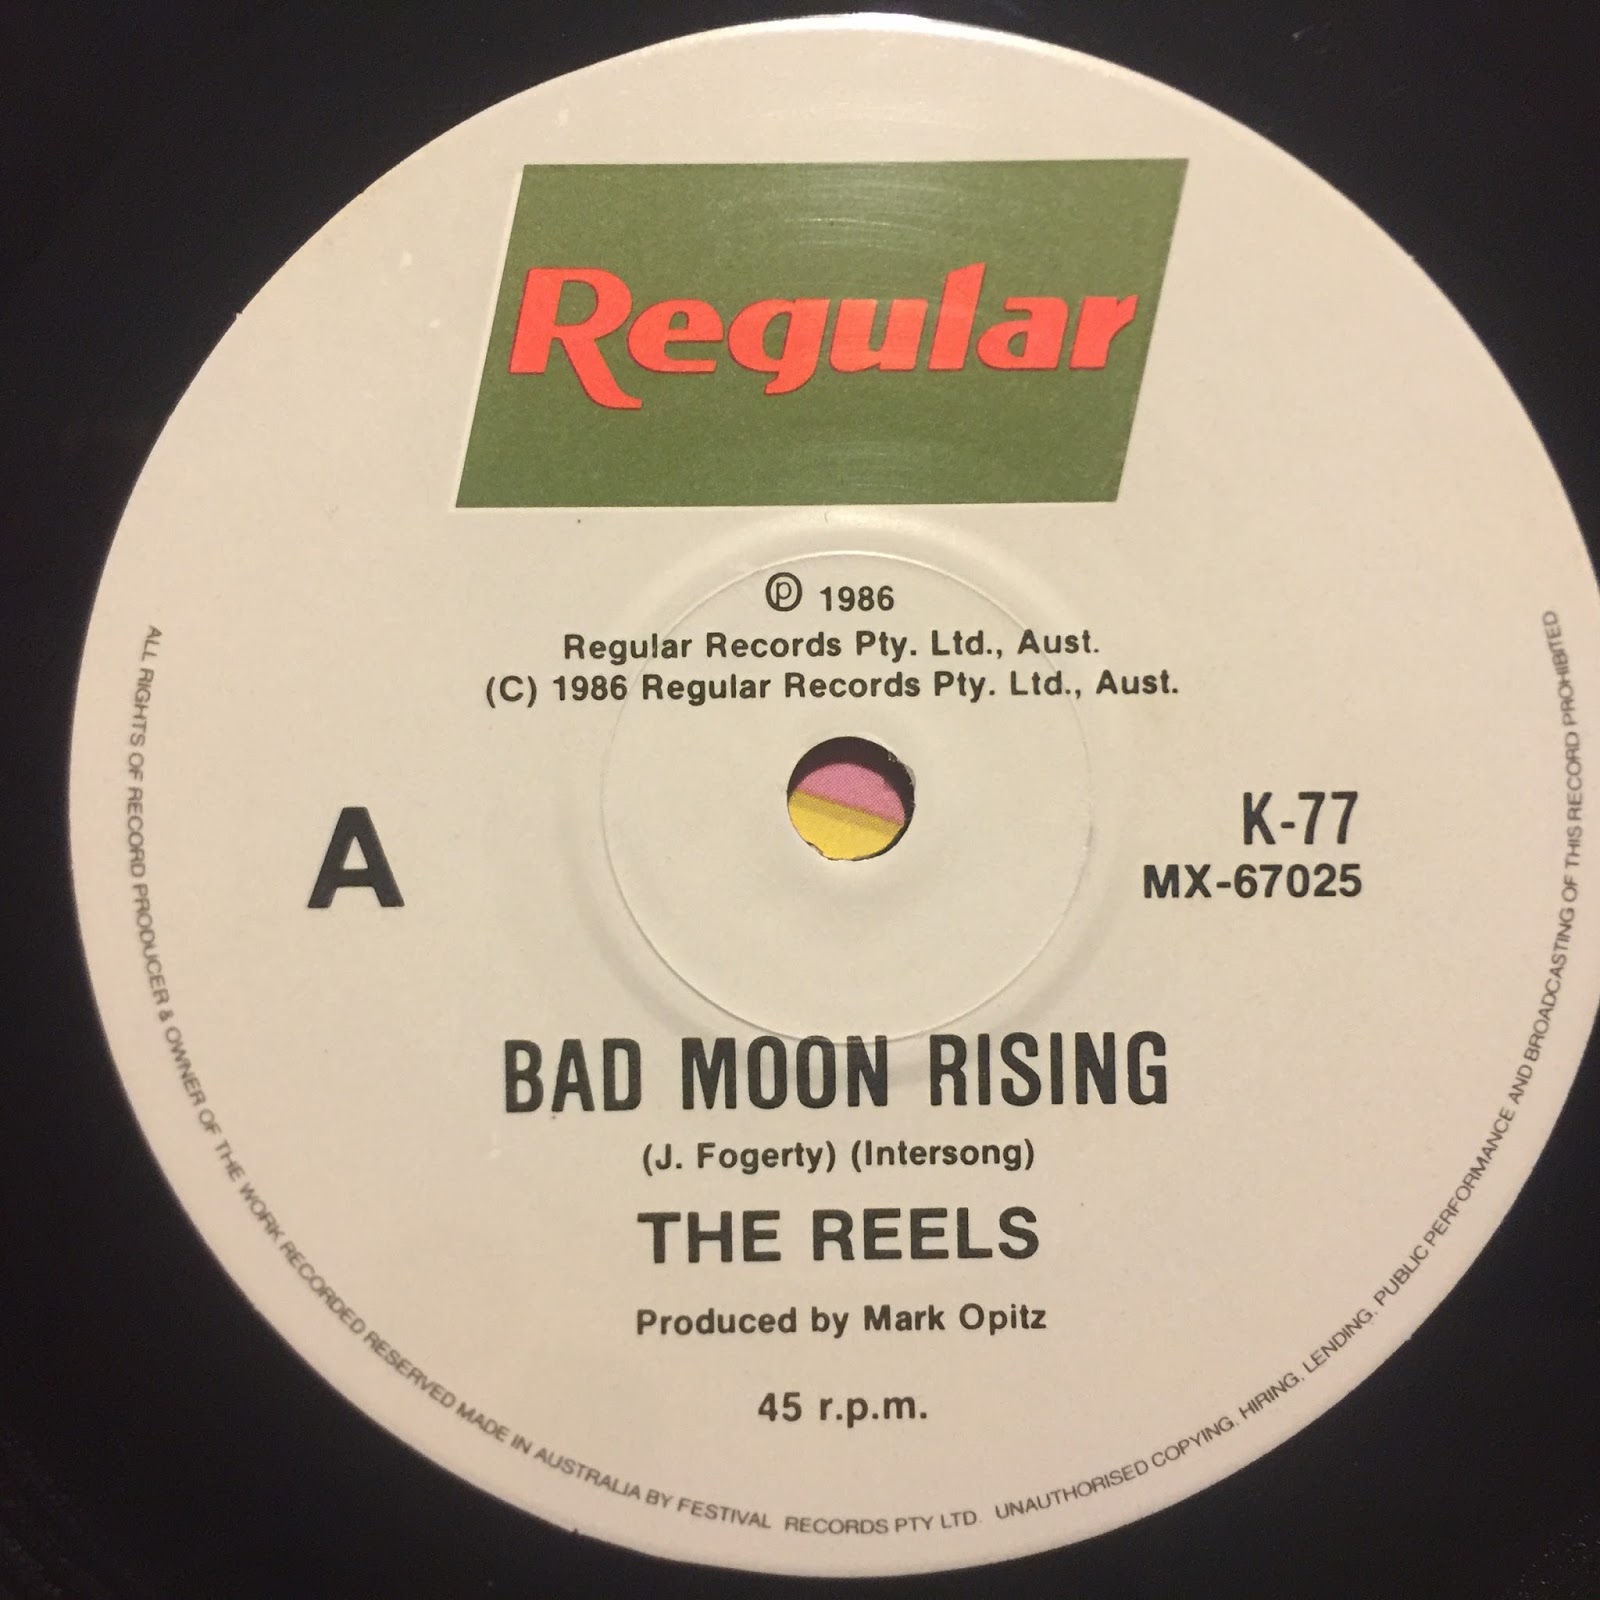 Regular
℗ 1986
Regular Records Pty. Ltd., Aust.
(C) 1986 Regular Records Pty. Ltd., Aust.
A
K-77
MX-67025
BAD MOON RISING
(J. Fogerty) (Intersong)
THE REELS
Produced by Mark Opitz
45 r.p.m.
ALL RIGHTS OF RECORD PRODUCER & OWNER OF THE WORK RECORDED RESERVED MADE IN AUSTRALIA BY FESTIVAL RECORDS PTY LTD. UNAUTHORISED COPYING, HIRING, LENDING, PUBLIC PERFORMANCE AND BROADCASTING OF THIS RECORD PROHIBITED